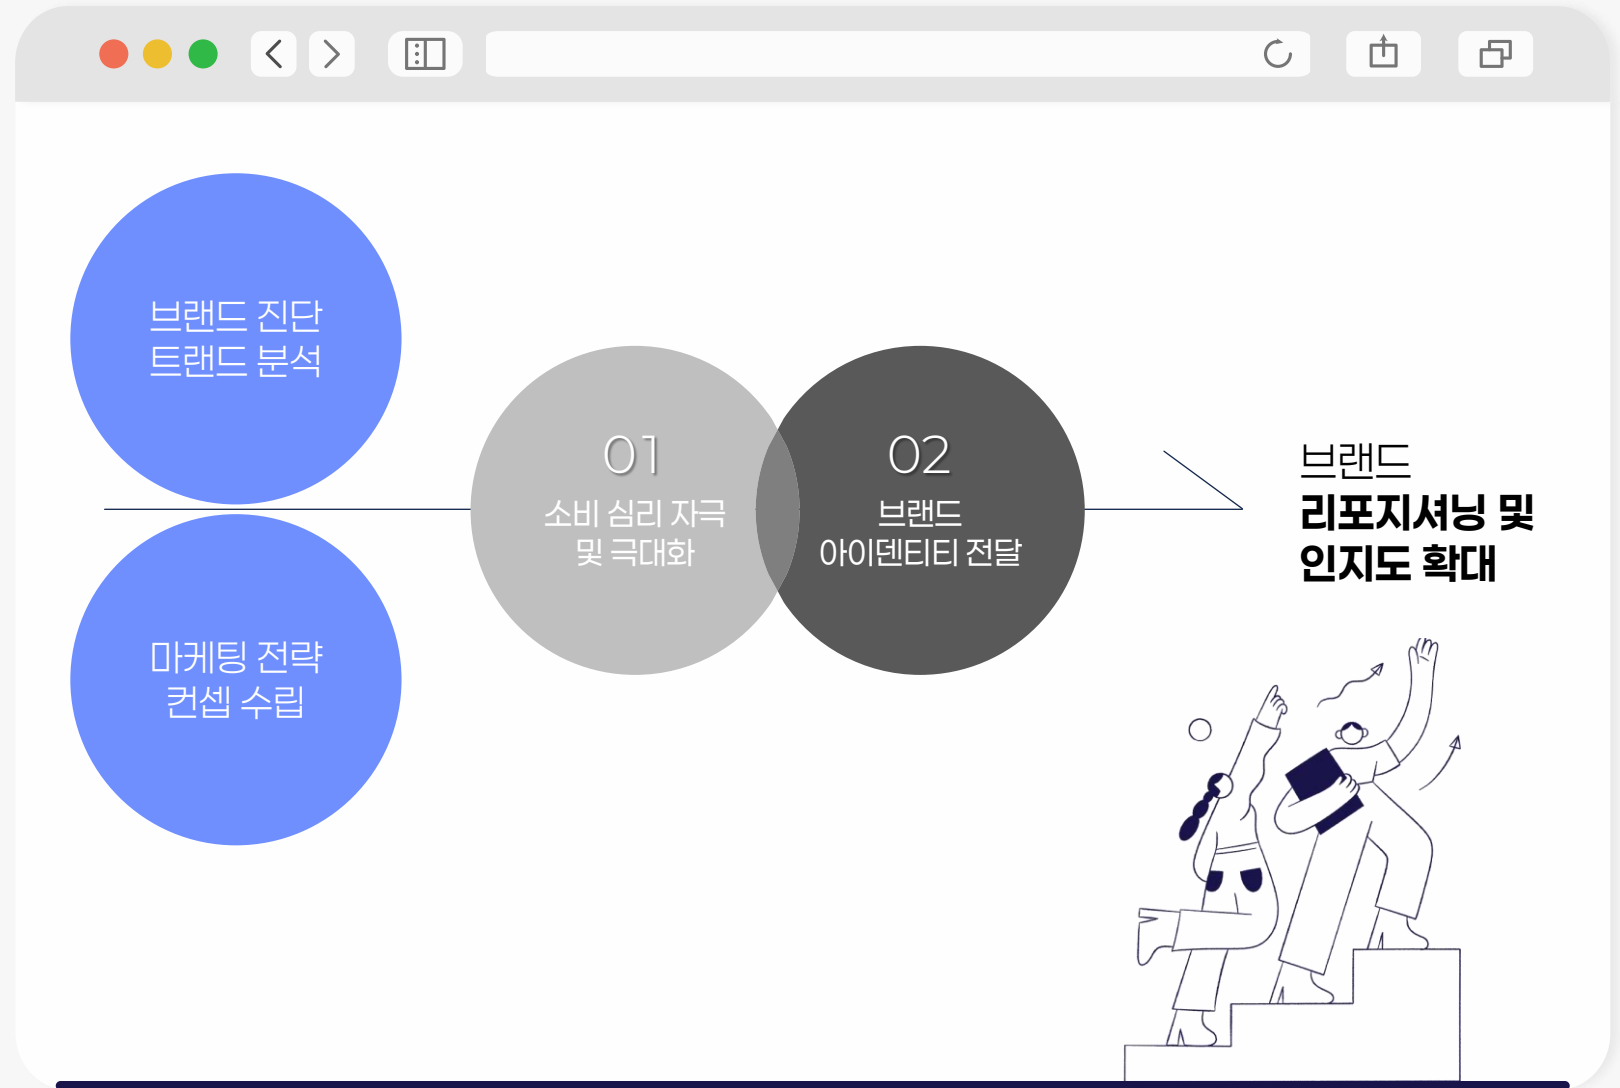 브랜드 진단
트랜드 분석
마케팅 전략
컨셉 수립
01
소비 심리 자극
및 극대화
02
브랜드
아이덴티티 전달
브랜드
리포지셔닝 및
인지도 확대